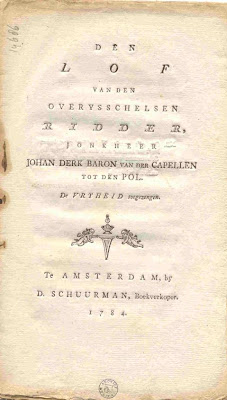 DEN
LOF
VAN DEN
OVERYSSCHELSEN
RIDDER,
JONKHEER
JOHAN DERK BARON VAN DER CAPELLEN
TOT DEN POL.
De VRYHEID toegezongen.
Te AMSTERDAM, by
D. SCHUURMAN, Boekverkoper.
1782.